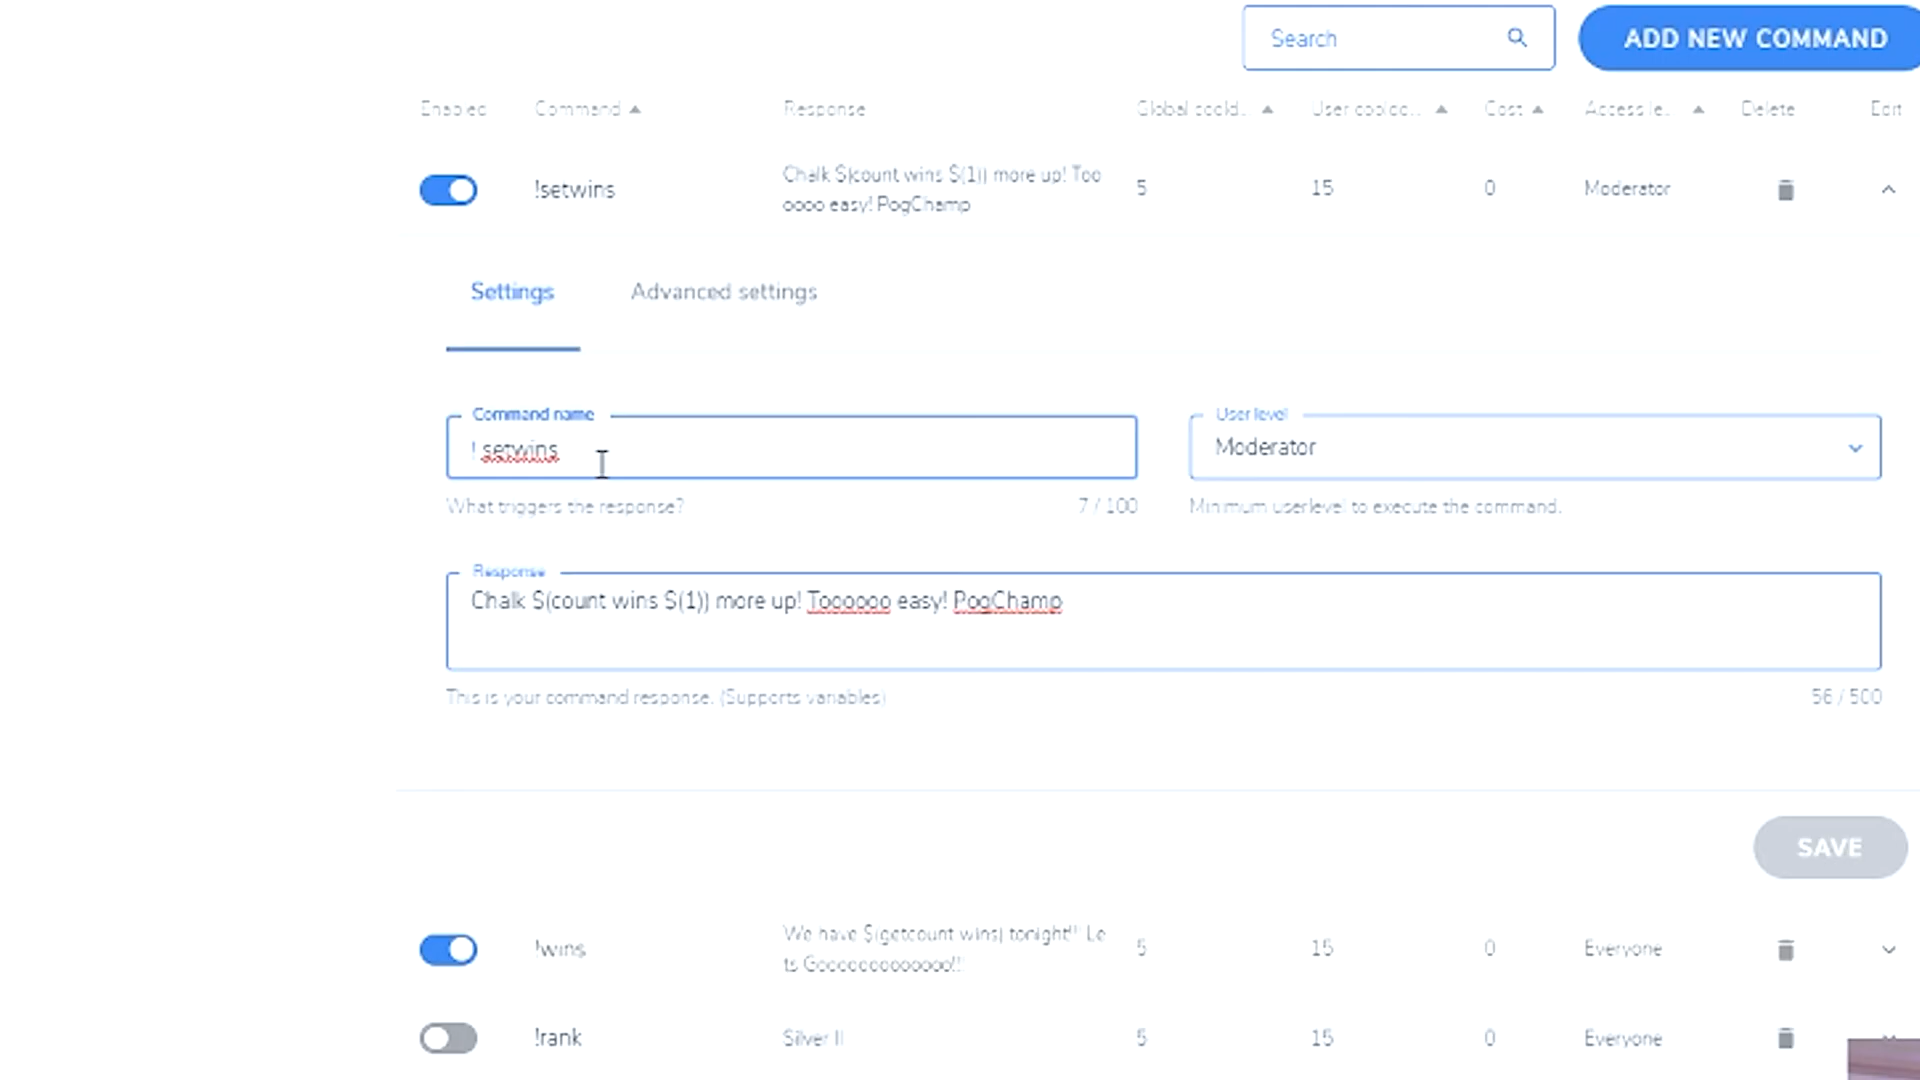 Search
ADD NEW COMMAND
Enabled Command Response Global coold.. User cooldo.. Cost Access le.. Delete Edit
!setwins Chalk $(count wins $(1)) more up! Too 5 15 0 Moderator
oooo easy! PogChamp
Settings Advanced settings
Command name User level
! setwins Moderator
What triggers the response? 7 / 100 Minimum userlevel to execute the command.
Response
Chalk $(count wins $(1)) more up! Toooooo easy! PogChamp
This is your command response. (Supports variables) 56 / 500
SAVE
!wins We have $(getcount wins) tonight!!! Le 5 15 0 Everyone
ts Gooooooooooooo!!!
!rank Silver II 5 15 0 Everyone